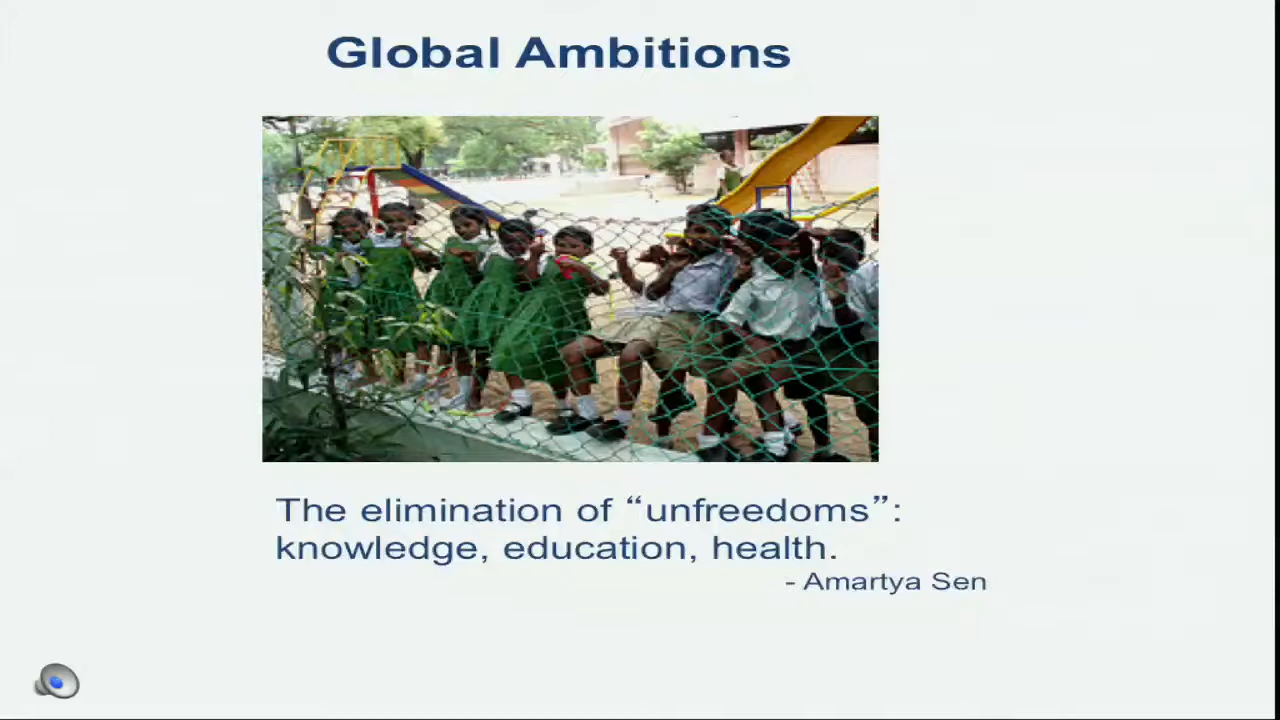 Global Ambitions
The elimination of “unfreedoms”:
knowledge, education, health.
- Amartya Sen